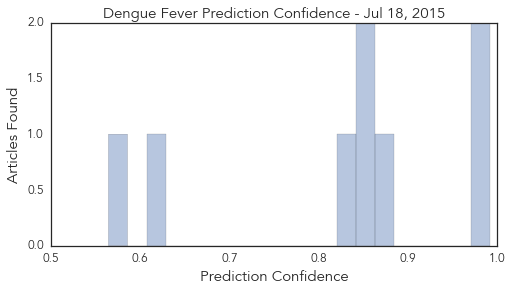 Dengue Fever Prediction Confidence - Jul 18, 2015
2.0
1.5
1.0
0.5
0.0
Articles Found
0.5 0.6 0.7 0.8 0.9 1.0
Prediction Confidence